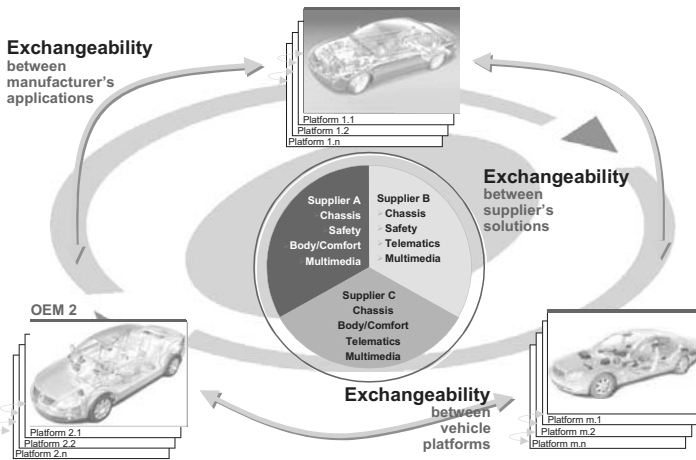 Exchangeability
between
manufacturer's
applications
Platform 1.1
Platform 1.2
Platform 1.n
Exchangeability
between
supplier's
solutions
Supplier A
Chassis
Safety
Body/Comfort
Multimedia
Supplier B
Chassis
Safety
Telematics
Multimedia
Supplier C
Chassis
Body/Comfort
Telematics
Multimedia
OEM 2
Platform 2.1
Platform 2.2
Platform 2.n
Exchangeability
between
vehicle
platforms
Platform m.1
Platform m.2
Platform m.n